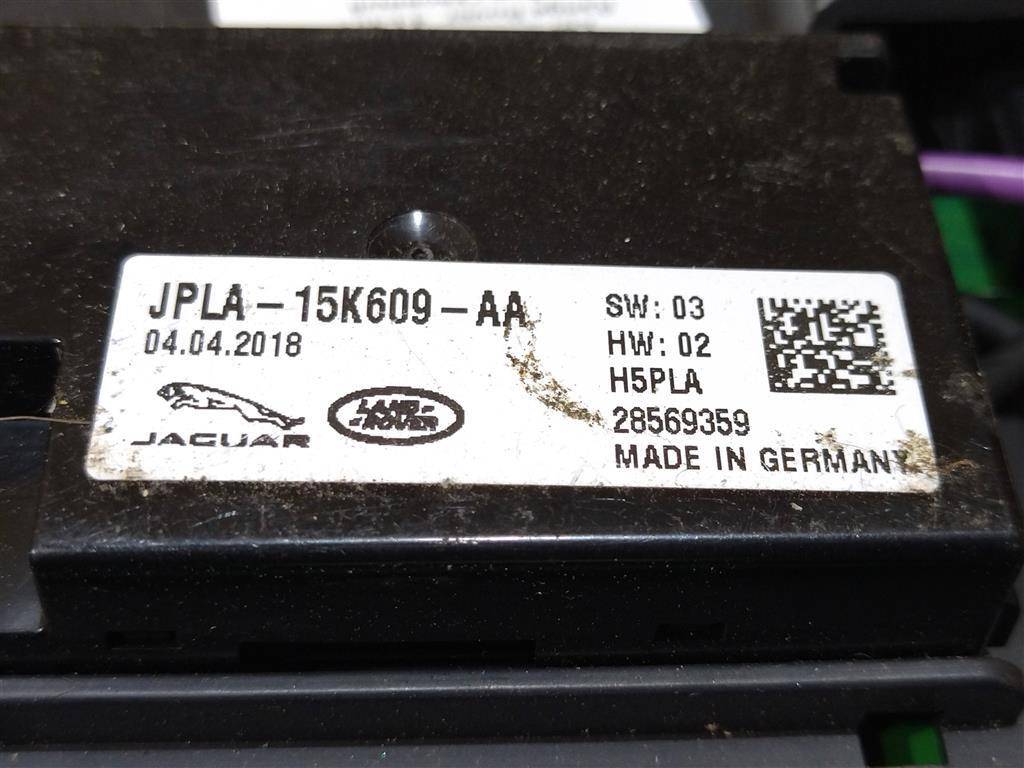 JPLA-15K609-AA
04.04.2018
JAGUAR
LAND-
-ROVER
SW: 03
HW: 02
H5PLA
28569359
MADE IN GERMANY